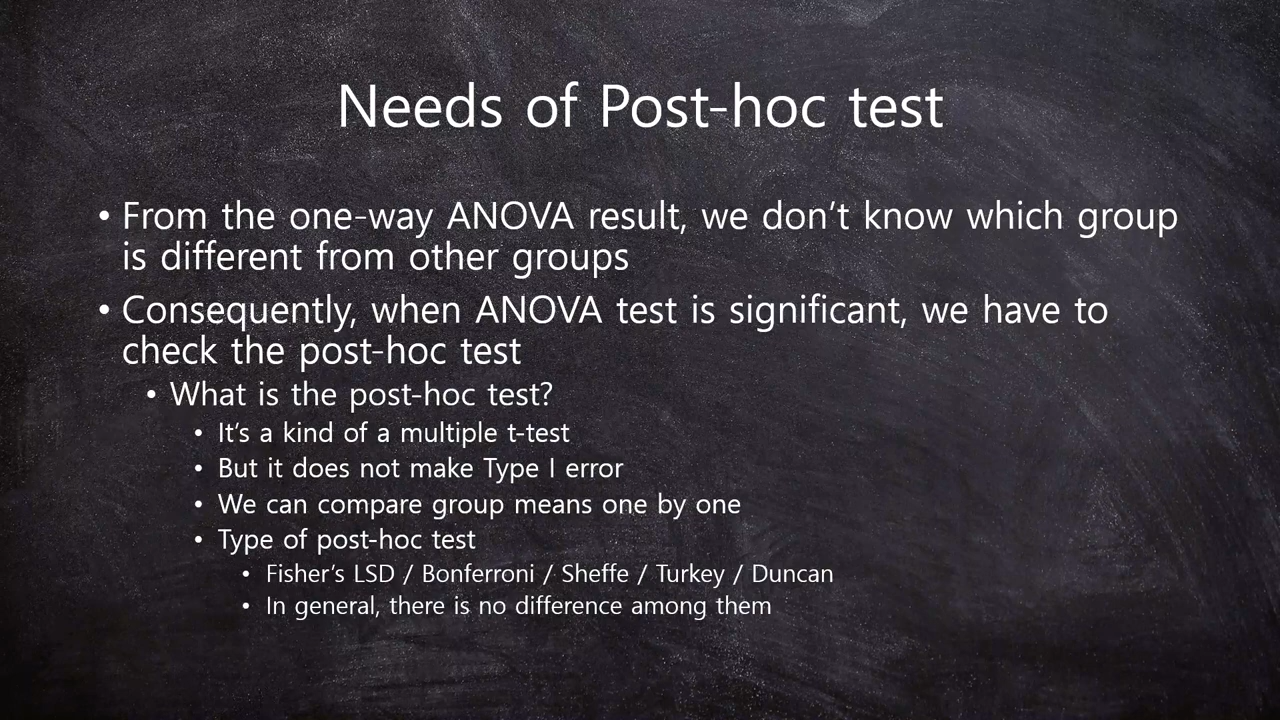 Needs of Post-hoc test
• From the one-way ANOVA result, we don't know which group
is different from other groups
• Consequently, when ANOVA test is significant, we have to
check the post-hoc test
• What is the post-hoc test?
• It's a kind of a multiple t-test
• But it does not make Type I error
• We can compare group means one by one
• Type of post-hoc test
• Fisher's LSD / Bonferroni / Sheffe / Turkey / Duncan
• In general, there is no difference among them